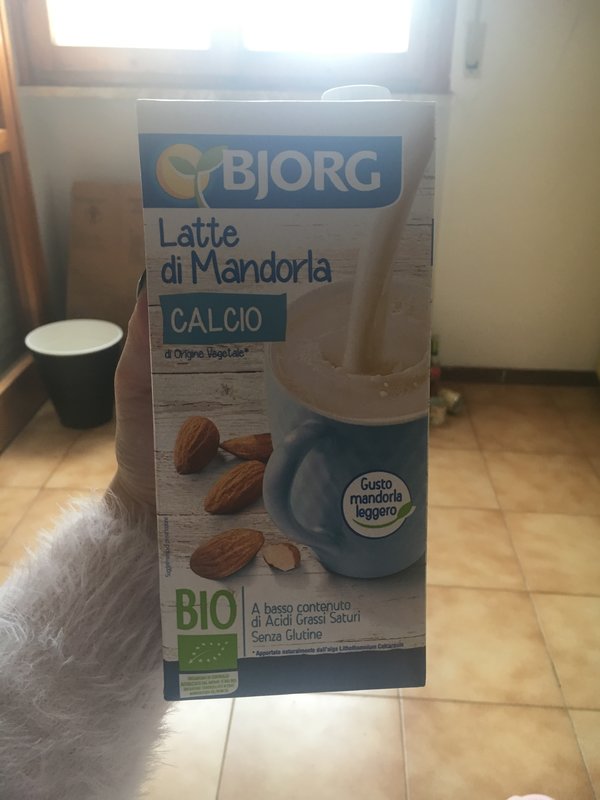 BJORG
Latte
di Mandorla
CALCIO
di Origine Vegetale*
Gusto
mandorla
leggero
BIO
A basso contenuto
di Acidi Grassi Saturi
Senza Glutine
* Apportato naturalmente dall'alga Lithothamnium Calcareum